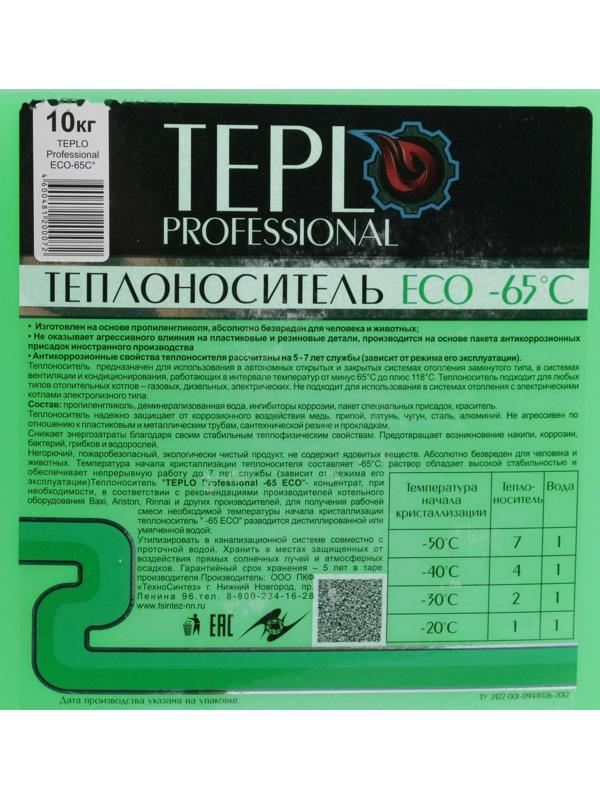 10кг
TEPLO
Professional
ECO-65C°
4600481200072
TEPLO
PROFESSIONAL
ТЕПЛОНОСИТЕЛЬ ECO -65°C
• Изготовлен на основе пропиленгликоля, абсолютно безвреден для человека и животных;
• Не оказывает агрессивного влияния на пластиковые и резиновые детали, производится на основе пакета антикоррозионных
присадок иностранного производства
• Антикоррозионные свойства теплоносителя рассчитаны на 5 - 7 лет службы (зависит от режима его эксплуатации).
Теплоноситель предназначен для использования в автономных открытых и закрытых системах отопления замкнутого типа, в системах
вентиляции и кондиционирования, работающих в интервале температур от минус 65°С до плюс 118°С. Теплоноситель подходит для любых
типов отопительных котлов – газовых, дизельных, электрических. Не подходит для использования в системах отопления с электрическими
котлами электролизного типа.
Состав: пропиленгликоль, деминерализованная вода, ингибиторы коррозии, пакет специальных присадок, краситель.
Теплоноситель надежно защищает от коррозионного воздействия медь, припой, латунь, чугун, сталь, алюминий. Не агрессивен по
отношению к пластиковым и металлическим трубам, сантехнической резине и прокладкам.
Снижает энергозатраты благодаря своим стабильным теплофизическим свойствам. Предотвращает возникновение накипи, коррозии,
бактерий, грибков и водорослей.
Негорючий, пожаробезопасный, экологически чистый продукт, не содержит ядовитых веществ. Абсолютно безвреден для человека и
животных. Температура начала кристаллизации теплоносителя составляет -65°С; раствор обладает высокой стабильностью и
обеспечивает непрерывную работу до 7 лет службы (зависит от режима его
эксплуатации)Теплоноситель "TEPLO Professional -65 ECO"- концентрат, при
необходимости, в соответствии с рекомендациями производителей котельного
оборудования Baxi, Ariston, Rinnai и других производителей, для получения рабочей
смеси необходимой температуры начала кристаллизации
теплоноситель " -65 ECO" разводится дистиллированной или
умягченной водой:
Утилизировать в канализационной системе совместно с
проточной водой. Хранить в местах защищенных от
воздействия прямых солнечных лучей и атмосферных
осадков. Гарантийный срок хранения – 5 лет в таре
производителя.Производитель: ООО ПКФ
«ТехноСинтез» г. Нижний Новгород, пр.
Ленина 96.тел. 8-800-234-16-28
www.tsintez-nn.ru
Температура начала кристаллизации Тепло-носитель Вода
-50°C 7 1
-40°C 4 1
-30°C 2 1
-20°C 1 1
EAC
Дата производства указана на упаковке.
ТУ 2422-001-09441126-2012